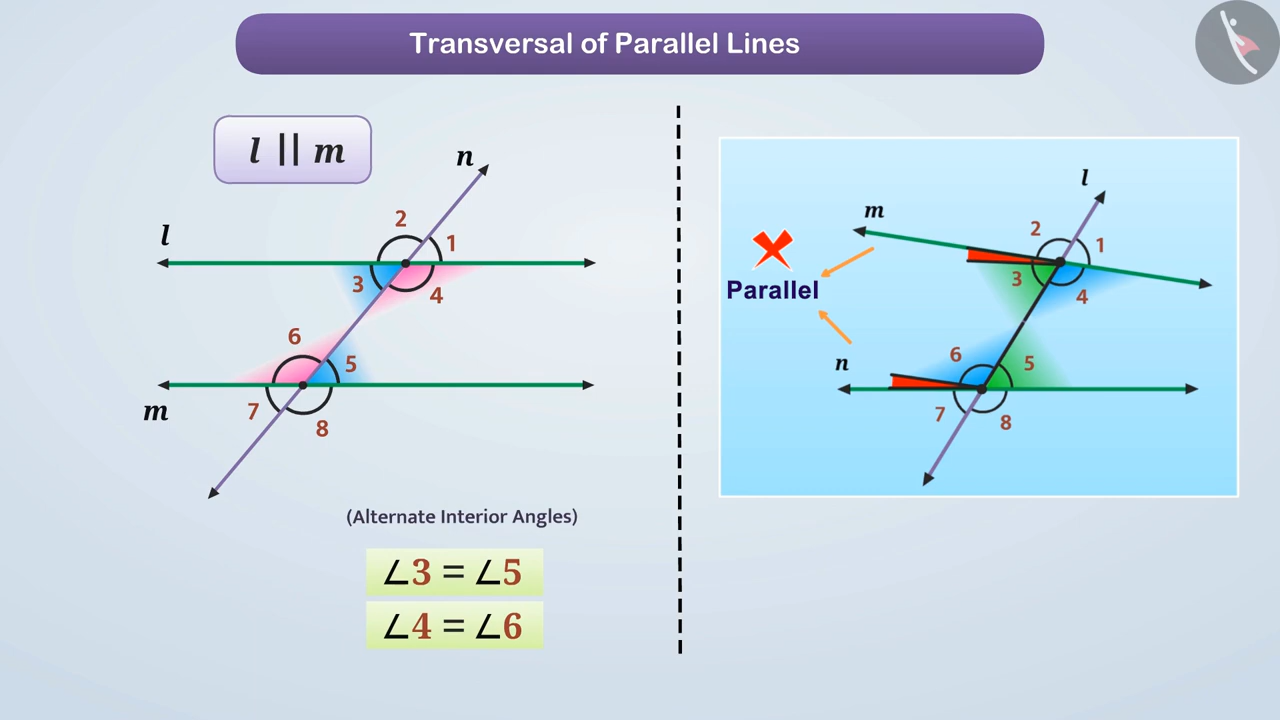 Transversal of Parallel Lines
l || m
n
l
2
1
3
4
6
5
m
7
8
(Alternate Interior Angles)
∠3 = ∠5
∠4 = ∠6
l
m
2
1
Parallel
3
4
n
6
5
7
8